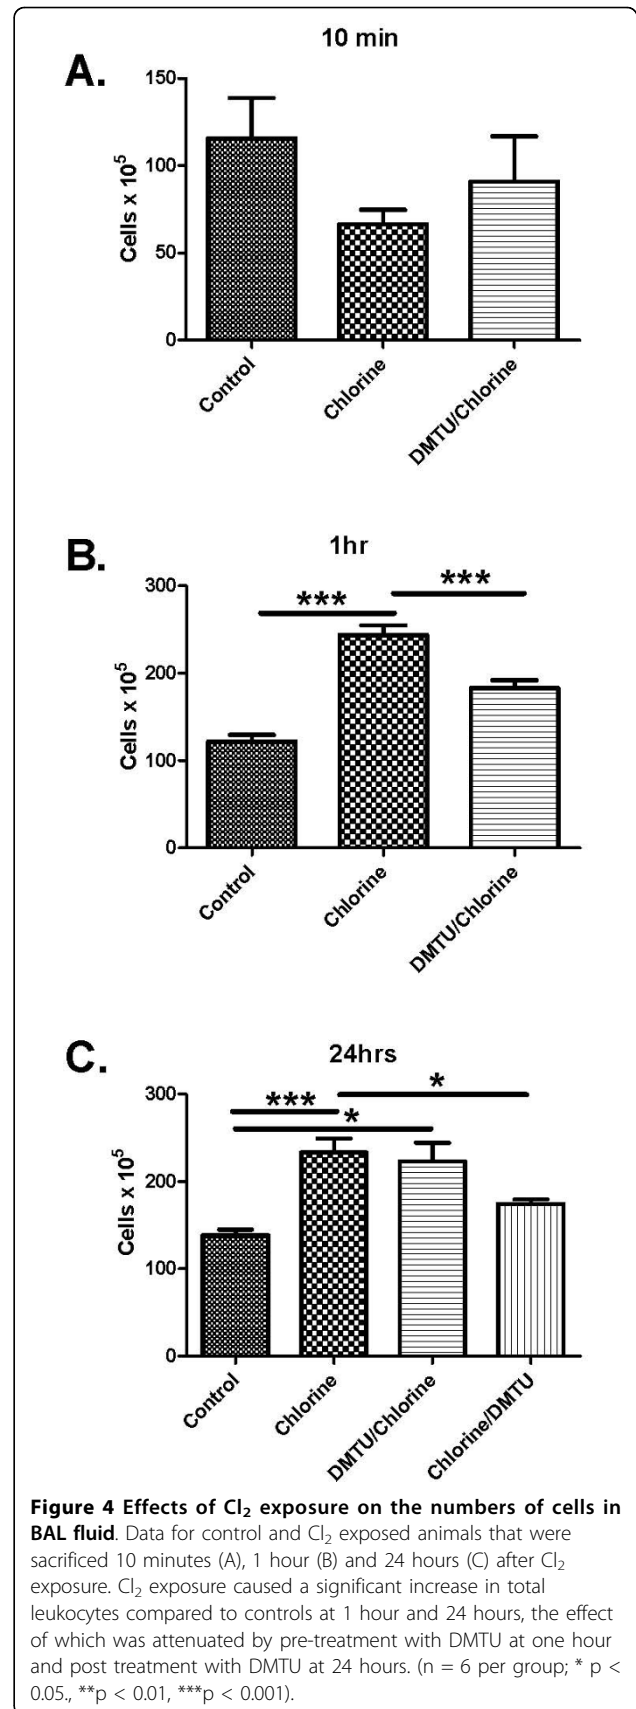 10 min
A.
150
100
50
0
Cells x 10⁵
Control
Chlorine
DMTU/Chlorine
1hr
B.
300
200
100
0
Cells x 10⁵
***
***
Control
Chlorine
DMTU/Chlorine
24hrs
C.
300
200
100
0
Cells x 10⁵
***
*
*
Control
Chlorine
DMTU/Chlorine
Chlorine/DMTU
Figure 4 Effects of Cl₂ exposure on the numbers of cells in
BAL fluid. Data for control and Cl₂ exposed animals that were
sacrificed 10 minutes (A), 1 hour (B) and 24 hours (C) after Cl₂
exposure. Cl₂ exposure caused a significant increase in total
leukocytes compared to controls at 1 hour and 24 hours, the effect
of which was attenuated by pre-treatment with DMTU at one hour
and post treatment with DMTU at 24 hours. (n = 6 per group; * p <
0.05., **p < 0.01, ***p < 0.001).